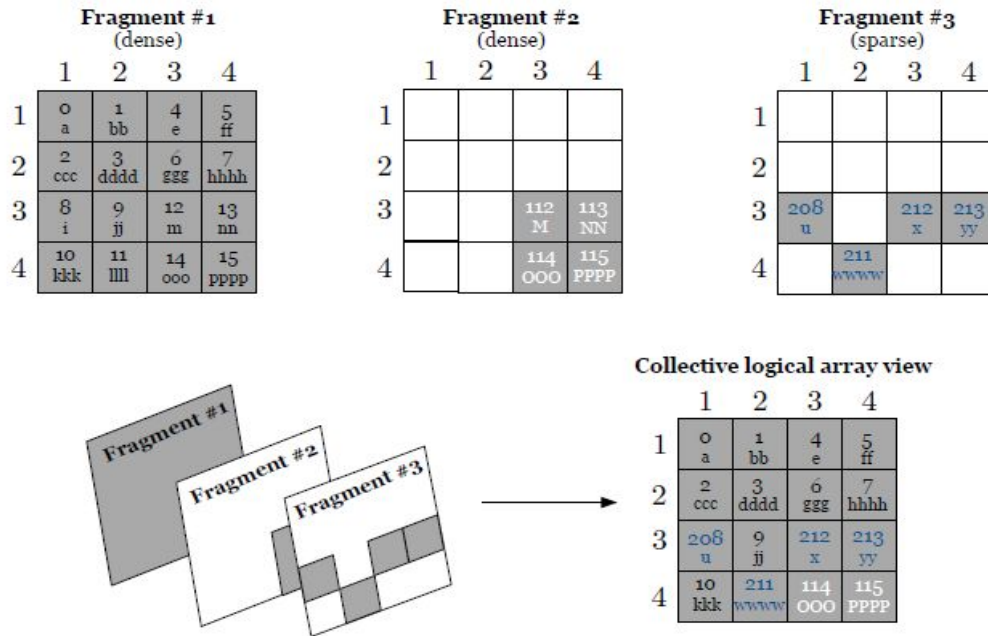 Fragment #1
(dense)
1 2 3 4
1 0 1 4 5
a bb e ff
2 2 3 6 7
ccc dddd ggg hhhh
3 8 9 12 13
i jj m nn
4 10 11 14 15
kkk llll ooo pppp
Fragment #2
(dense)
1 2 3 4
1
2
3 112 113
M NN
4 114 115
OOO PPPP
Fragment #3
(sparse)
1 2 3 4
1
2
3 208 212 213
u x yy
4 211
wwww
Fragment #1
Fragment #2
Fragment #3
Collective logical array view
1 2 3 4
1 0 1 4 5
a bb e ff
2 2 3 6 7
ccc dddd ggg hhhh
3 208 9 212 213
u jj x yy
4 10 211 114 115
kkk wwww OOO PPPP